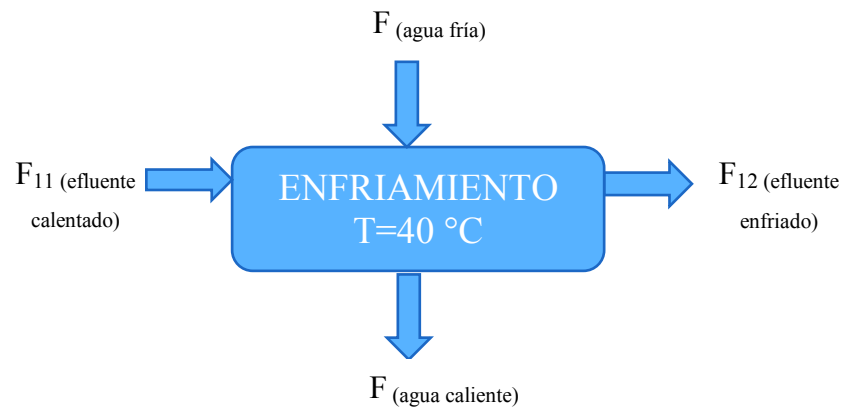 F (agua fría)
F11 (efluente
calentado)
ENFRIAMIENTO
T=40 °C
F12 (efluente
enfriado)
F (agua caliente)